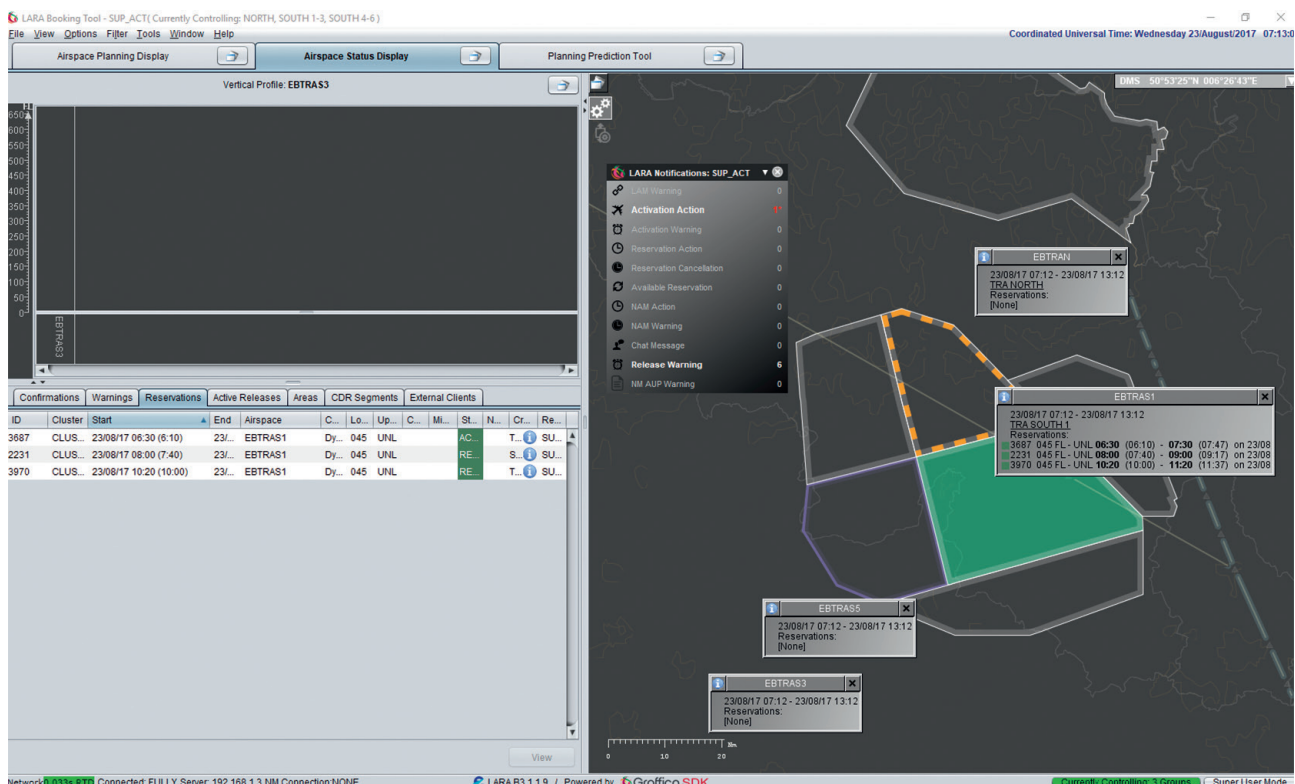 LARA Booking Tool - SUP_ACT( Currently Controlling: NORTH, SOUTH 1-3, SOUTH 4-6 )
File View Options Filter Tools Window Help
Coordinated Universal Time: Wednesday 23/August/2017 07:13:0
Airspace Planning Display
Airspace Status Display
Planning Prediction Tool
Vertical Profile: EBTRAS3
650
600
550
500
450
400
350
300
250
200
150
100
50
0
EBTRAS3
Confirmations Warnings Reservations Active Releases Areas CDR Segments External Clients
ID Cluster Start End Airspace C... Lo... Up... C... Mi... St... N... Cr... Re...
3687 CLUS... 23/08/17 06:30 (6:10) 23/... EBTRAS1 Dy... 045 UNL AC... T... SU...
2231 CLUS... 23/08/17 08:00 (7:40) 23/... EBTRAS1 Dy... 045 UNL RE... S... SU...
3970 CLUS... 23/08/17 10:20 (10:00) 23/... EBTRAS1 Dy... 045 UNL RE... T... SU...
View
DMS 50°53'25"N 006°26'43"E
LARA Notifications: SUP_ACT
LAM Warning 0
Activation Action
Activation Warning 0
Reservation Action 0
Reservation Cancellation 0
Available Reservation 0
NAM Action 0
NAM Warning 0
Chat Message 0
Release Warning 6
NM AUP Warning 0
EBTRAN
23/08/17 07:12 - 23/08/17 13:12
TRA NORTH
Reservations:
[None]
EBTRAS1
23/08/17 07:12 - 23/08/17 13:12
TRA SOUTH 1
Reservations:
3687 045 FL - UNL 06:30 (06:10) - 07:30 (07:47) on 23/08
2231 045 FL - UNL 08:00 (07:40) - 09:00 (09:17) on 23/08
3970 045 FL - UNL 10:20 (10:00) - 11:20 (11:37) on 23/08
EBTRAS5
23/08/17 07:12 - 23/08/17 13:12
Reservations:
[None]
EBTRAS3
23/08/17 07:12 - 23/08/17 13:12
Reservations:
[None]
0 10 20
Network 0.033s RTD Connected: FULLY Server: 192.168.1.3 NM Connection:NONE
LARA B3.1.1.9 / Powered by Groffico SDK
Currently Controlling: 3 Groups Super User Mode